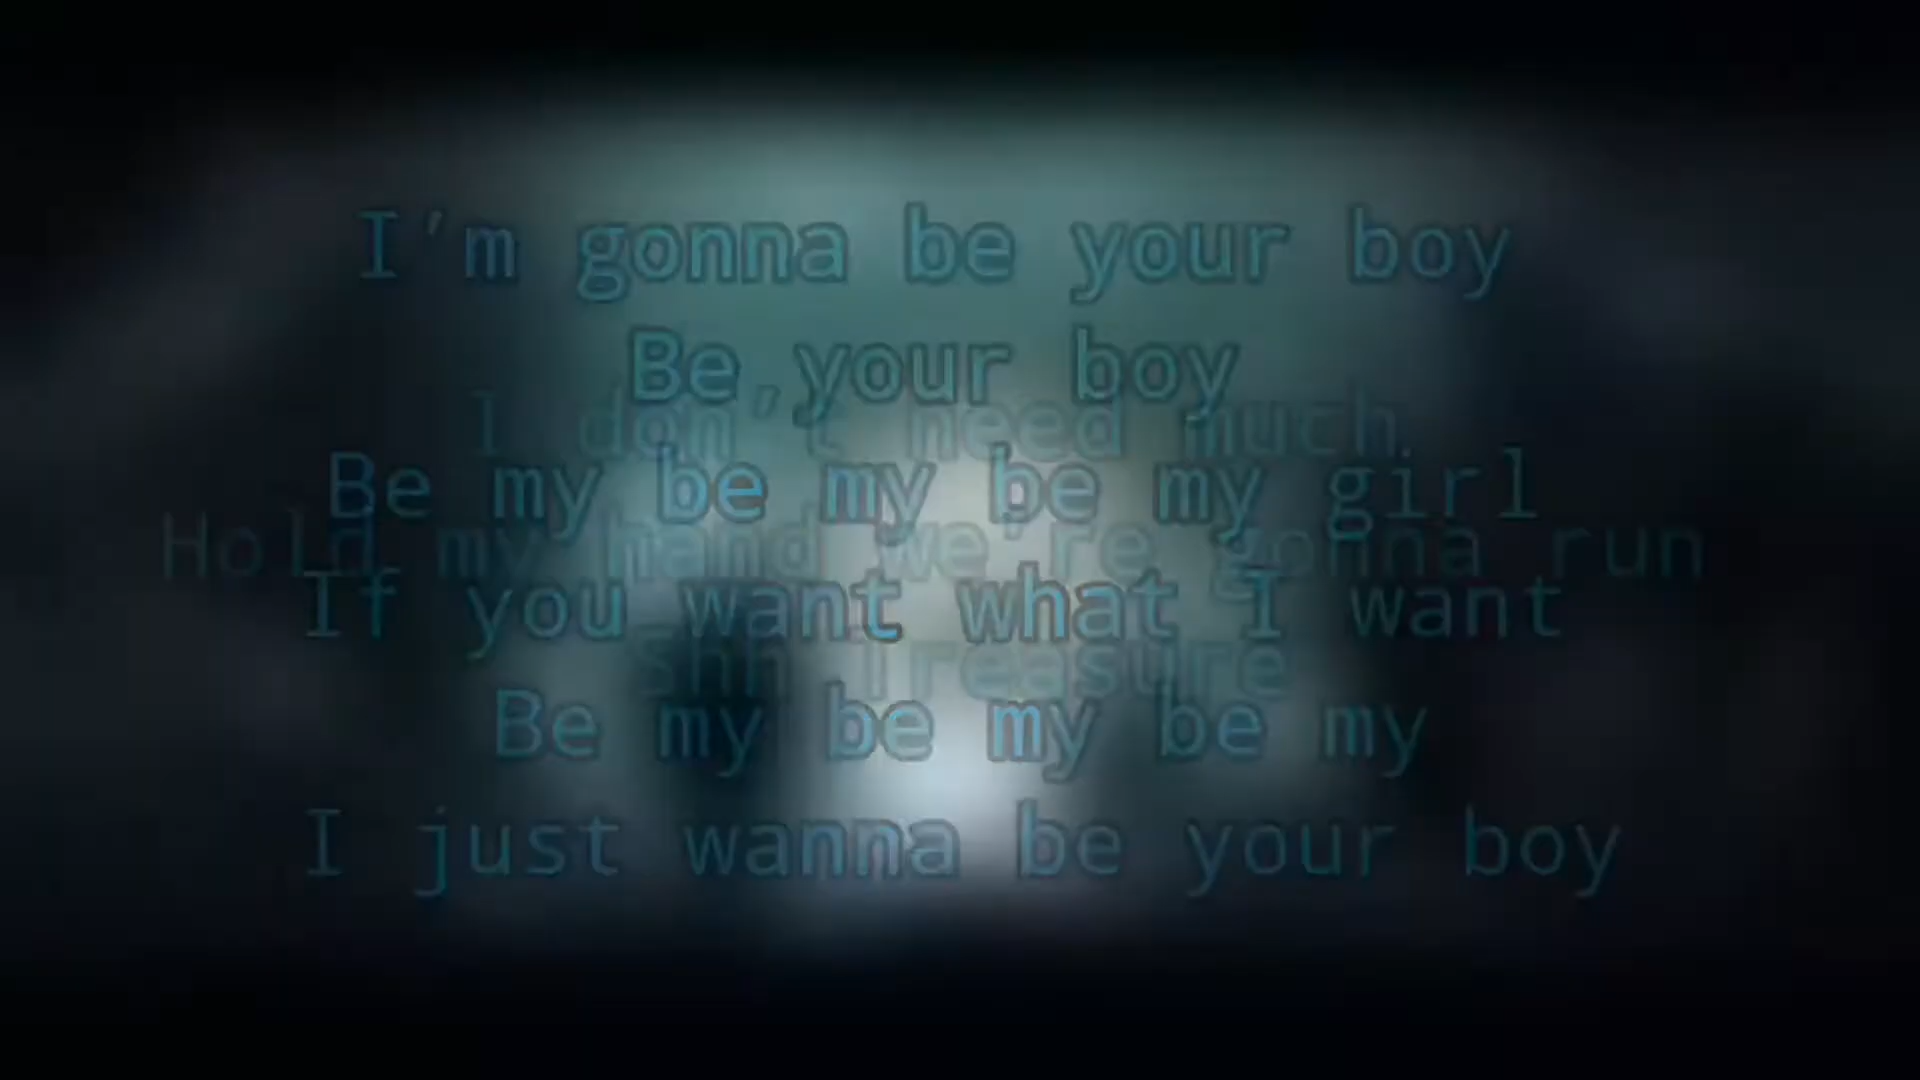 I'm gonna be your boy
Be your boy
I don't need much.
Be my be my be my girl
Hold my hand we're gonna run
If you want what I want
Shh Treasure
Be my be my be my
I just wanna be your boy